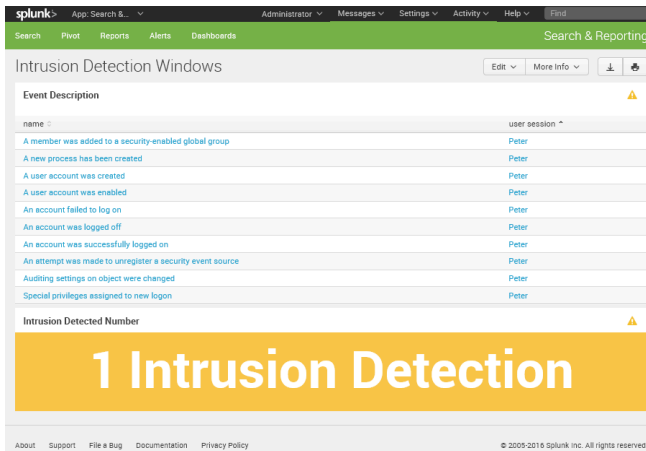 splunk> App: Search &... Administrator Messages Settings Activity Help Find
Search Pivot Reports Alerts Dashboards Search & Reporting
Intrusion Detection Windows Edit More Info
Event Description
name user session
A member was added to a security-enabled global group Peter
A new process has been created Peter
A user account was created Peter
A user account was enabled Peter
An account failed to log on Peter
An account was logged off Peter
An account was successfully logged on Peter
An attempt was made to unregister a security event source Peter
Auditing settings on object were changed Peter
Special privileges assigned to new logon Peter
Intrusion Detected Number
1 Intrusion Detection
About Support File a Bug Documentation Privacy Policy © 2005-2016 Splunk Inc. All rights reserved